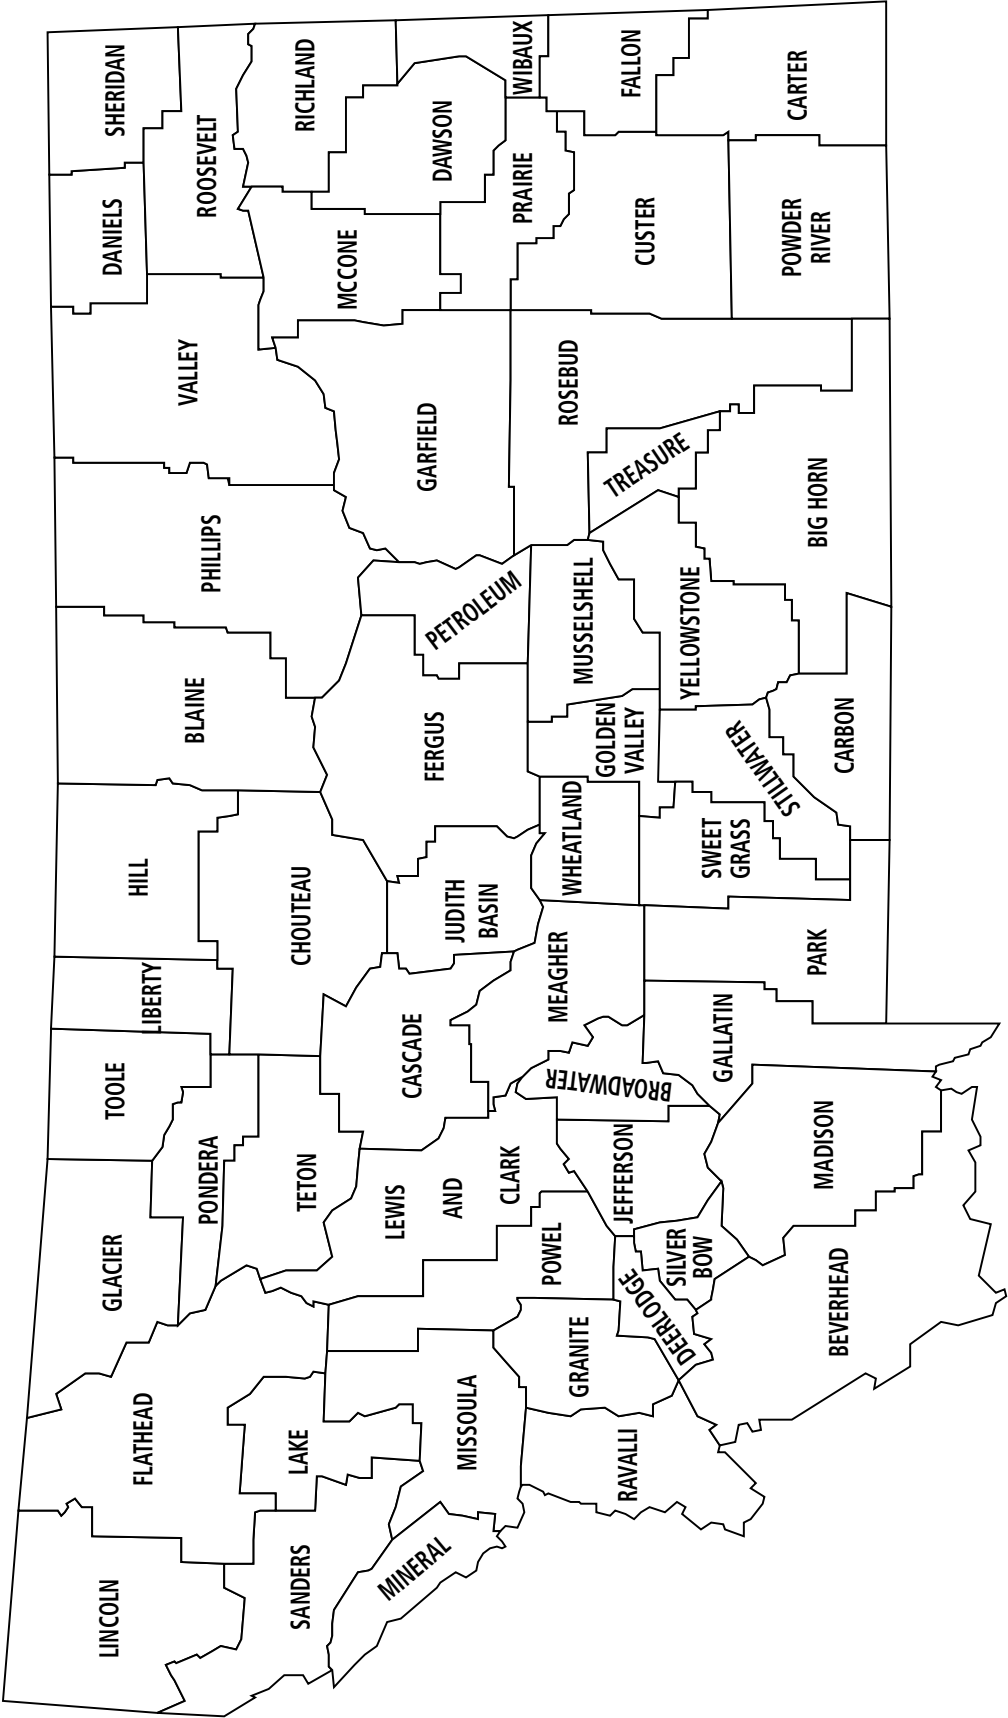 LINCOLN
FLATHEAD
GLACIER
TOOLE
LIBERTY
HILL
BLAINE
PHILLIPS
VALLEY
DANIELS
SHERIDAN
ROOSEVELT
PONDERA
SANDERS
LAKE
TETON
CHOUTEAU
RICHLAND
MCCONE
MINERAL
MISSOULA
LEWIS
AND
CLARK
CASCADE
JUDITH
BASIN
FERGUS
PETROLEUM
GARFIELD
DAWSON
PRAIRIE
WIBAUX
POWEL
GRANITE
RAVALLI
JEFFERSON
BROADWATER
MEAGHER
WHEATLAND
GOLDEN
VALLEY
MUSSELSHELL
ROSEBUD
TREASURE
CUSTER
FALLON
DEERLODGE
SILVER
BOW
GALLATIN
SWEET
GRASS
STILLWATER
YELLOWSTONE
BEVERHEAD
MADISON
PARK
CARBON
BIG HORN
POWDER
RIVER
CARTER